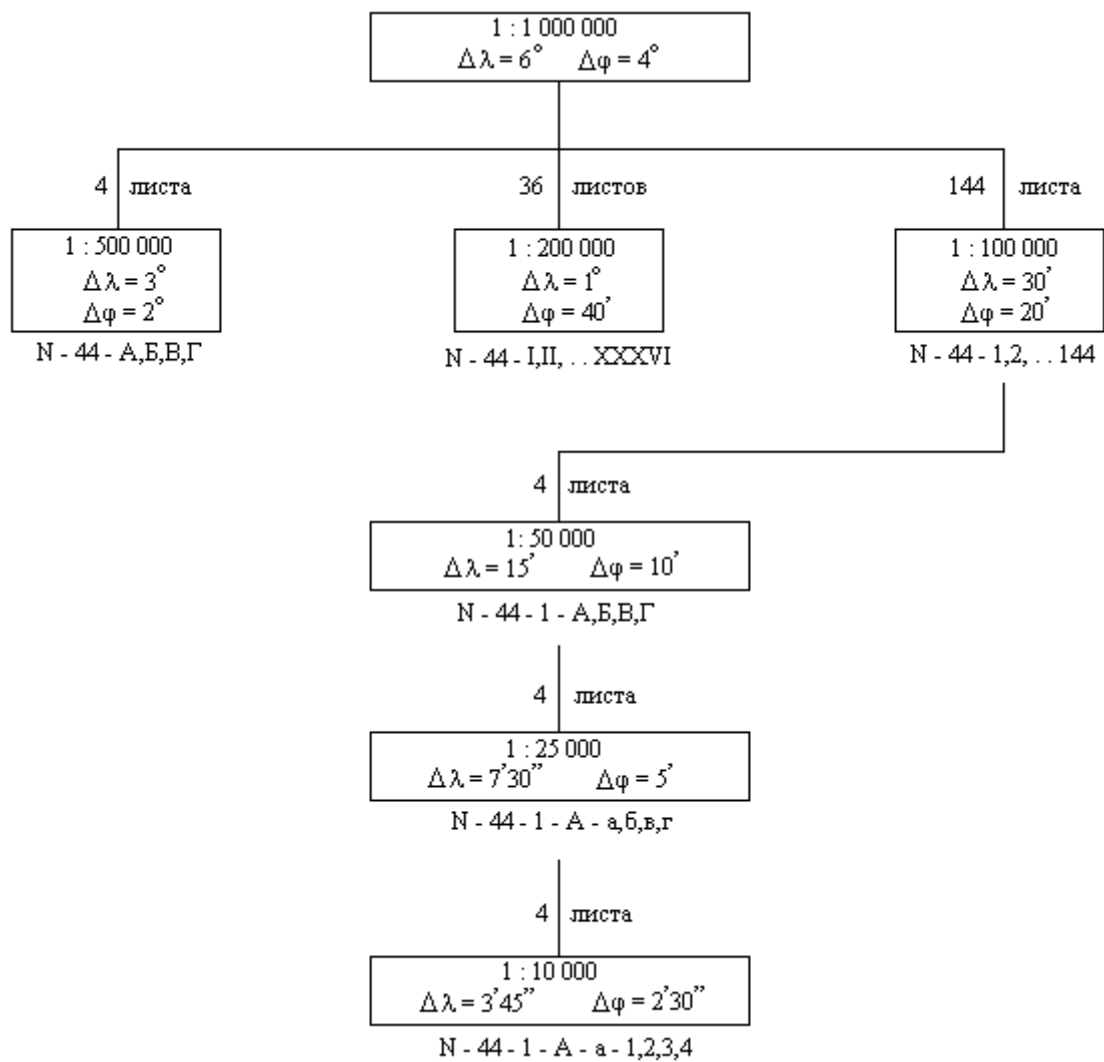 1 : 1 000 000
Δλ = 6° Δφ = 4°
4 листа
36 листов
144 листа
1 : 500 000
Δλ = 3°
Δφ = 2°
N - 44 - А,Б,В,Г
1 : 200 000
Δλ = 1°
Δφ = 40’
N - 44 - I,II, . . XXXVI
1 : 100 000
Δλ = 30’
Δφ = 20’
N - 44 - 1,2, . . 144
4 листа
1 : 50 000
Δλ = 15’ Δφ = 10’
N - 44 - 1 - А,Б,В,Г
4 листа
1 : 25 000
Δλ = 7’30” Δφ = 5’
N - 44 - 1 - А - а,б,в,г
4 листа
1 : 10 000
Δλ = 3’45” Δφ = 2’30”
N - 44 - 1 - А - а - 1,2,3,4